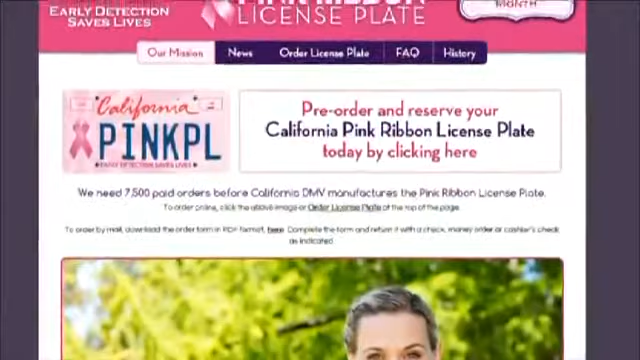 EARLY DETECTION
SAVES LIVES
PINK RIBBON
LICENSE PLATE
MONTH
Our Mission
News
Order License Plate
FAQ
History
California
PINKPL
EARLY DETECTION SAVES LIVES
Pre-order and reserve your
California Pink Ribbon License Plate
today by clicking here
We need 7,500 paid orders before California DMV manufactures the Pink Ribbon License Plate.
To order online, click the above image or Order License Plate at the top of the page.
To order by mail, download the order form in PDF format, here. Complete the form and return it with a check, money order or cashier's check
as indicated.